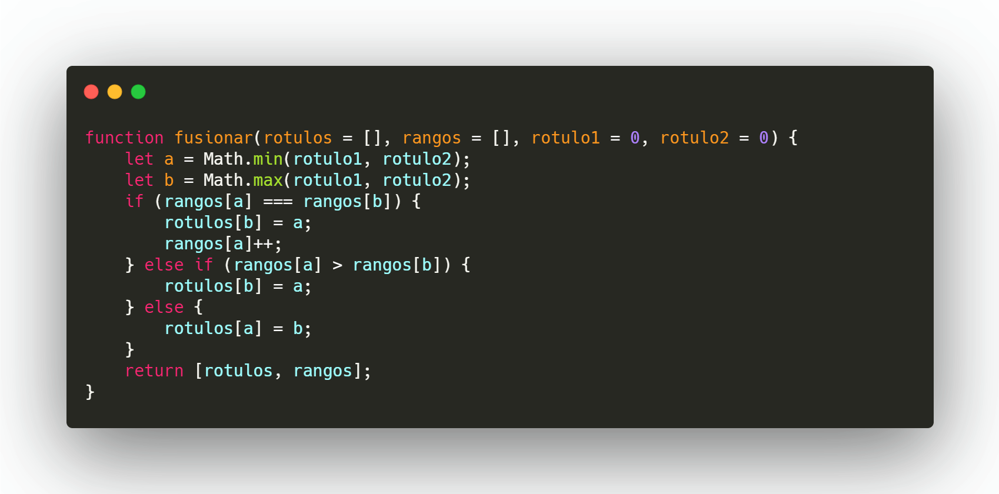 function fusionar(rotulos = [], rangos = [], rotulo1 = 0, rotulo2 = 0) {
    let a = Math.min(rotulo1, rotulo2);
    let b = Math.max(rotulo1, rotulo2);
    if (rangos[a] === rangos[b]) {
        rotulos[b] = a;
        rangos[a]++;
    } else if (rangos[a] > rangos[b]) {
        rotulos[b] = a;
    } else {
        rotulos[a] = b;
    }
    return [rotulos, rangos];
}